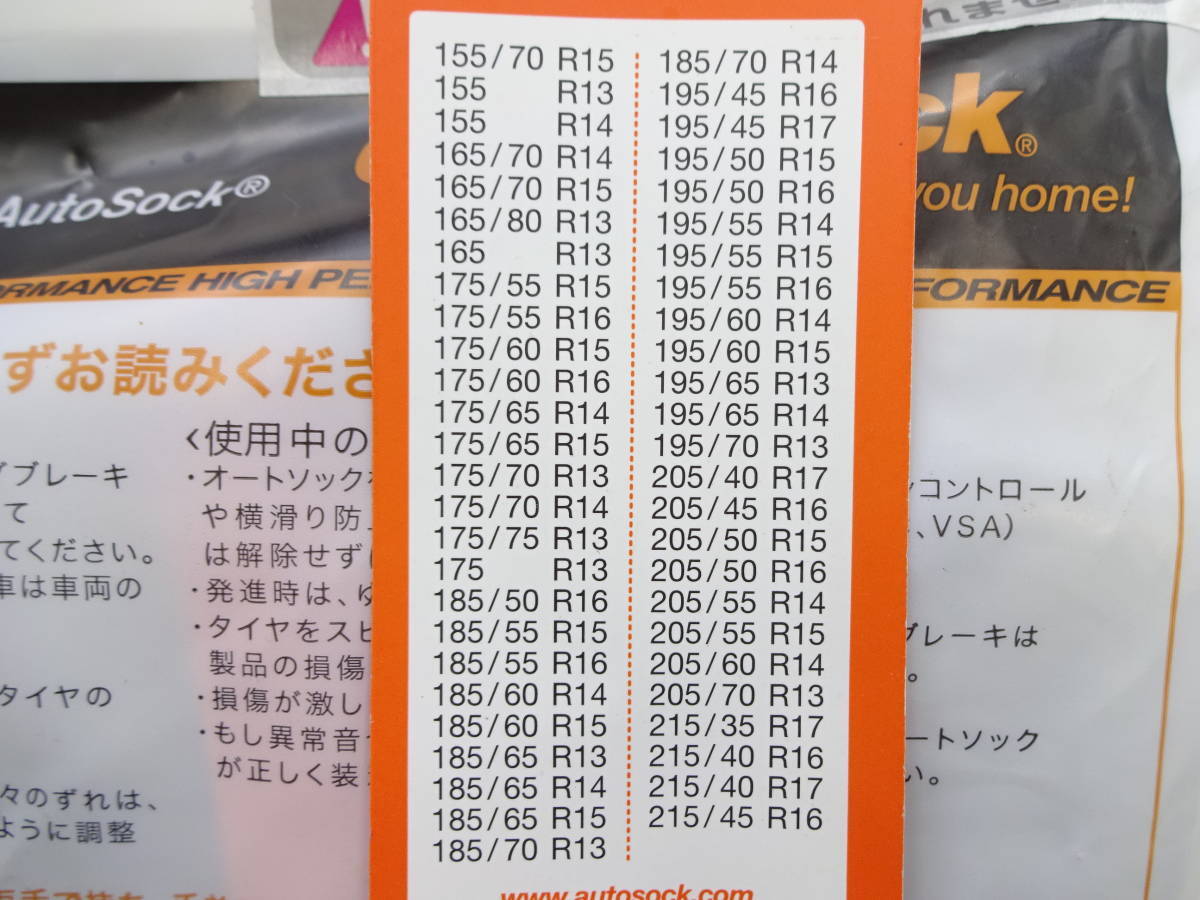 れませ
155/70 R15
155 R13
155 R14
165/70 R14
165/70 R15
165/80 R13
165 R13
175/55 R15
175/55 R16
175/60 R15
175/60 R16
175/65 R14
175/65 R15
175/70 R13
175/70 R14
175/75 R13
175 R13
185/50 R16
185/55 R15
185/55 R16
185/60 R14
185/60 R15
185/65 R13
185/65 R14
185/65 R15
185/70 R13
185/70 R14
195/45 R16
195/45 R17
195/50 R15
195/50 R16
195/55 R14
195/55 R15
195/55 R16
195/60 R14
195/60 R15
195/65 R13
195/65 R14
195/70 R13
205/40 R17
205/45 R16
205/50 R15
205/50 R16
205/55 R14
205/55 R15
205/60 R14
205/70 R13
215/35 R17
215/40 R16
215/40 R17
215/45 R16
www.autosock.com
AutoSock®
ck®
you home!
ORMANCE HIGH PE
FORMANCE
ずお読みくださ
ブレーキ
て
てください。
車は車両の
タイヤの
々のずれは、
ように調整
<使用中の
・オートソックを
や横滑り防止
は解除せず
・発進時は、ゆ
・タイヤをスピ
製品の損傷
・損傷が激し
・もし異常音や
が正しく装
コントロール
、VSA)
ブレーキは
。
ートソック
い。